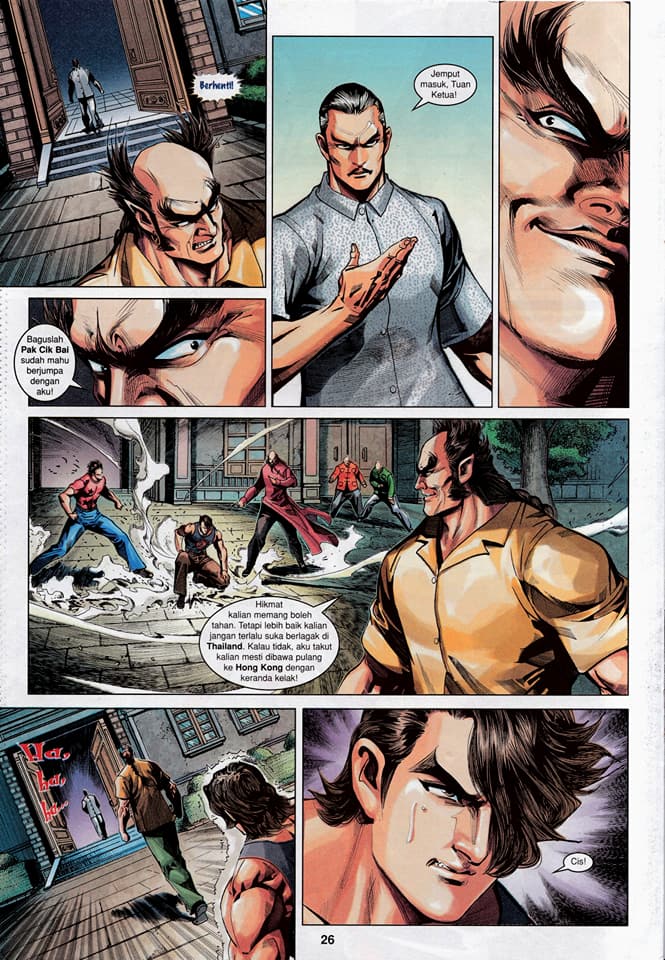 Berhenti!
Jemput
masuk, Tuan
Ketua!
Baguslah
Pak Cik Bai
sudah mahu
berjumpa
dengan
aku!
Hikmat
kalian memang boleh
tahan. Tetapi lebih baik kalian
jangan terlalu suka berlagak di
Thailand. Kalau tidak, aku takut
kalian mesti dibawa pulang
ke Hong Kong dengan
keranda kelak!
Ha,
ha,
ha...
Cis!
26